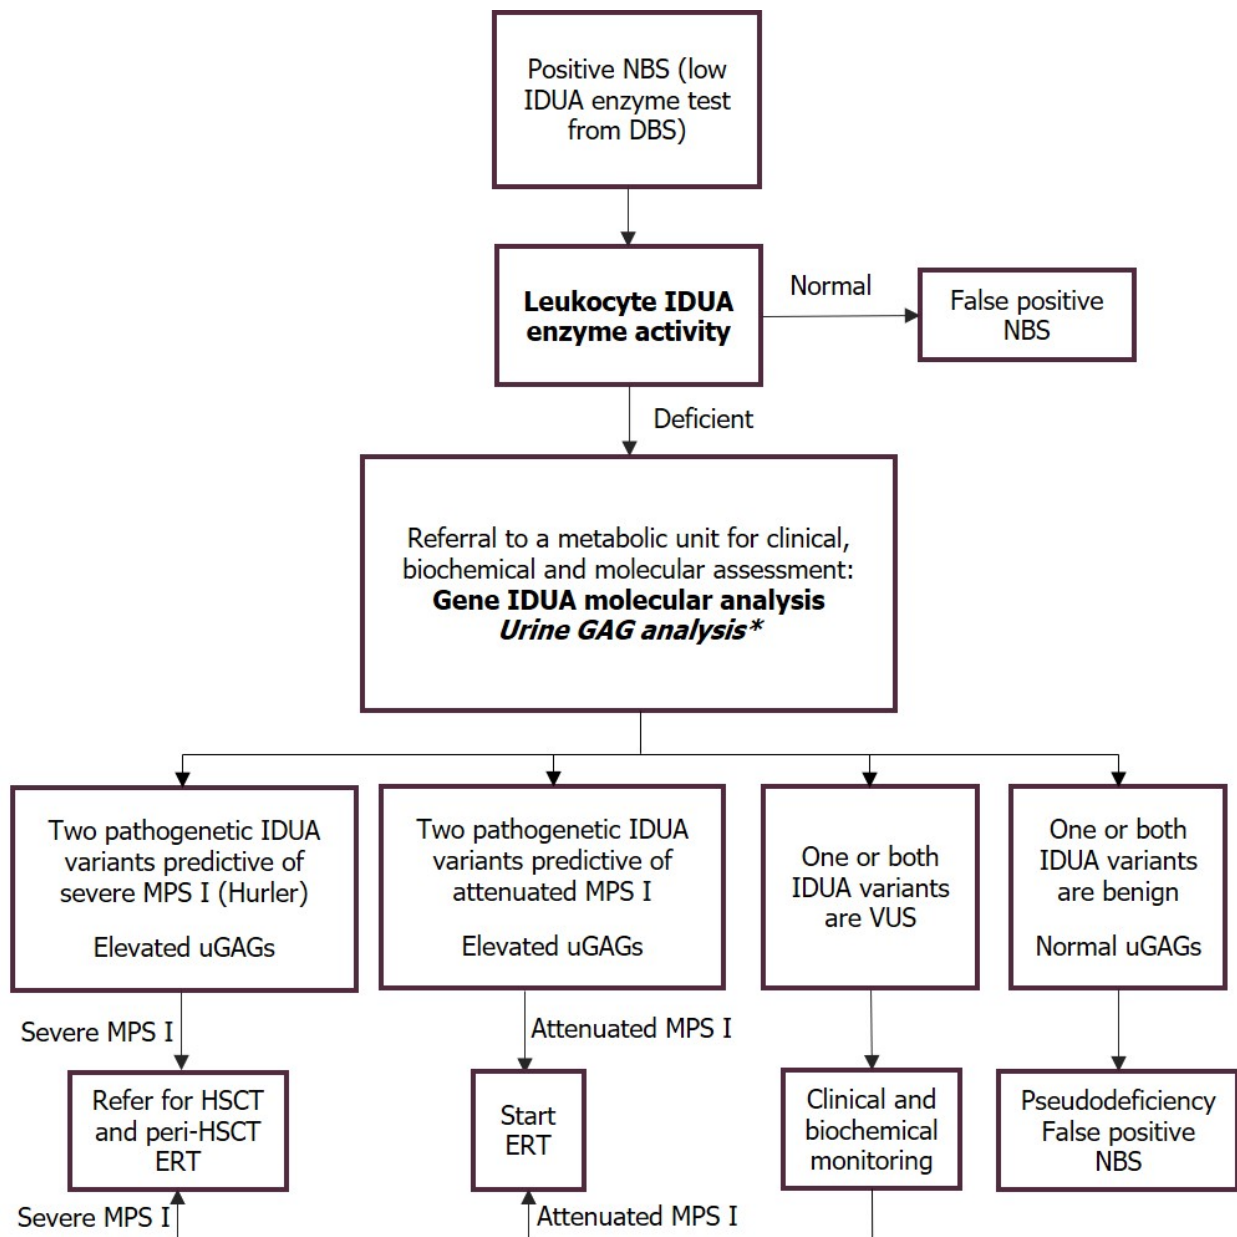 Positive NBS (low
IDUA enzyme test
from DBS)
Leukocyte IDUA
enzyme activity
Normal
False positive
NBS
Deficient
Referral to a metabolic unit for clinical,
biochemical and molecular assessment:
Gene IDUA molecular analysis
Urine GAG analysis*
Two pathogenetic IDUA
variants predictive of
severe MPS I (Hurler)
Elevated uGAGs
Two pathogenetic IDUA
variants predictive of
attenuated MPS I
Elevated uGAGs
One or both
IDUA variants
are VUS
One or both
IDUA variants
are benign
Normal uGAGs
Severe MPS I
Attenuated MPS I
Refer for HSCT
and peri-HSCT
ERT
Start
ERT
Clinical and
biochemical
monitoring
Pseudodeficiency
False positive
NBS
Severe MPS I
Attenuated MPS I